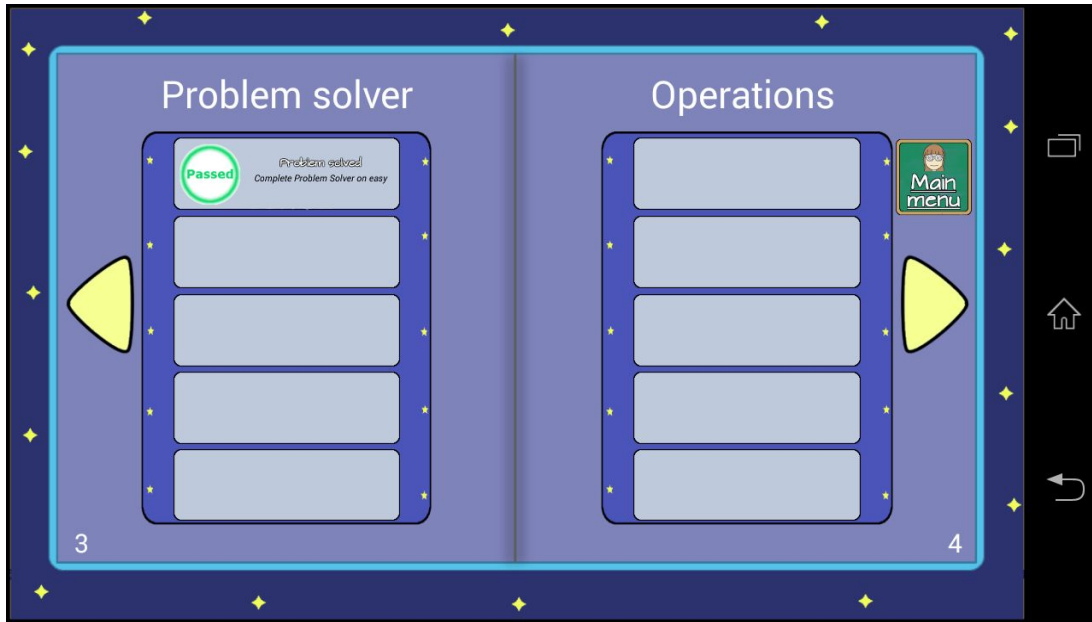 Problem solver
Passed
Problem solved
Complete Problem Solver on easy
3
Operations
Main
menu
4